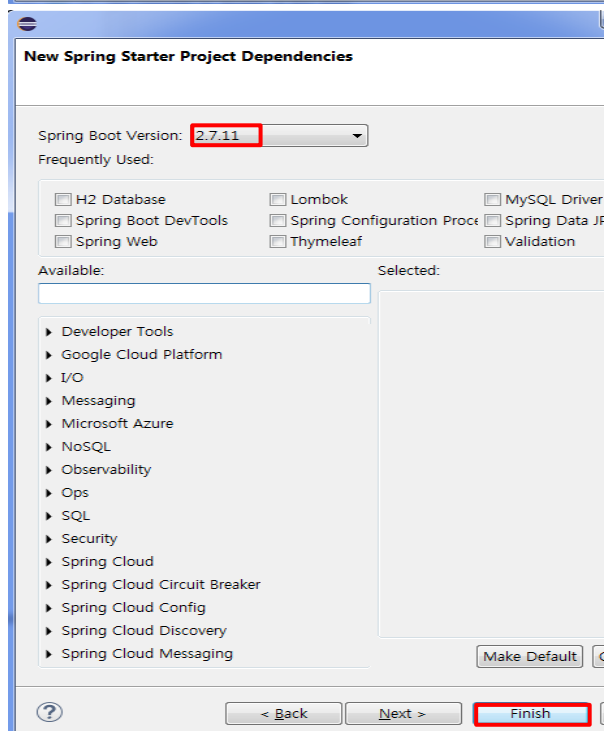 New Spring Starter Project Dependencies
Spring Boot Version: 2.7.11
Frequently Used:
H2 Database Lombok MySQL Driver
Spring Boot DevTools Spring Configuration Proce Spring Data JP
Spring Web Thymeleaf Validation
Available: Selected:
Developer Tools
Google Cloud Platform
I/O
Messaging
Microsoft Azure
NoSQL
Observability
Ops
SQL
Security
Spring Cloud
Spring Cloud Circuit Breaker
Spring Cloud Config
Spring Cloud Discovery
Spring Cloud Messaging
Make Default
? < Back Next > Finish